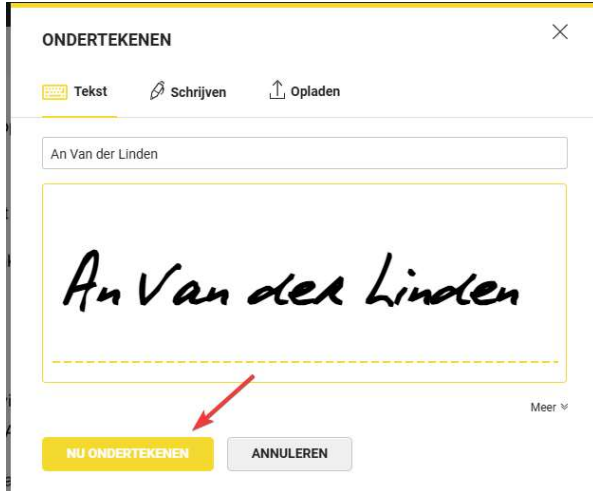 ONDERTEKENEN
Tekst Schrijven Opladen
An Van der Linden
An Van der Linden
Meer
NU ONDERTEKENEN ANNULEREN